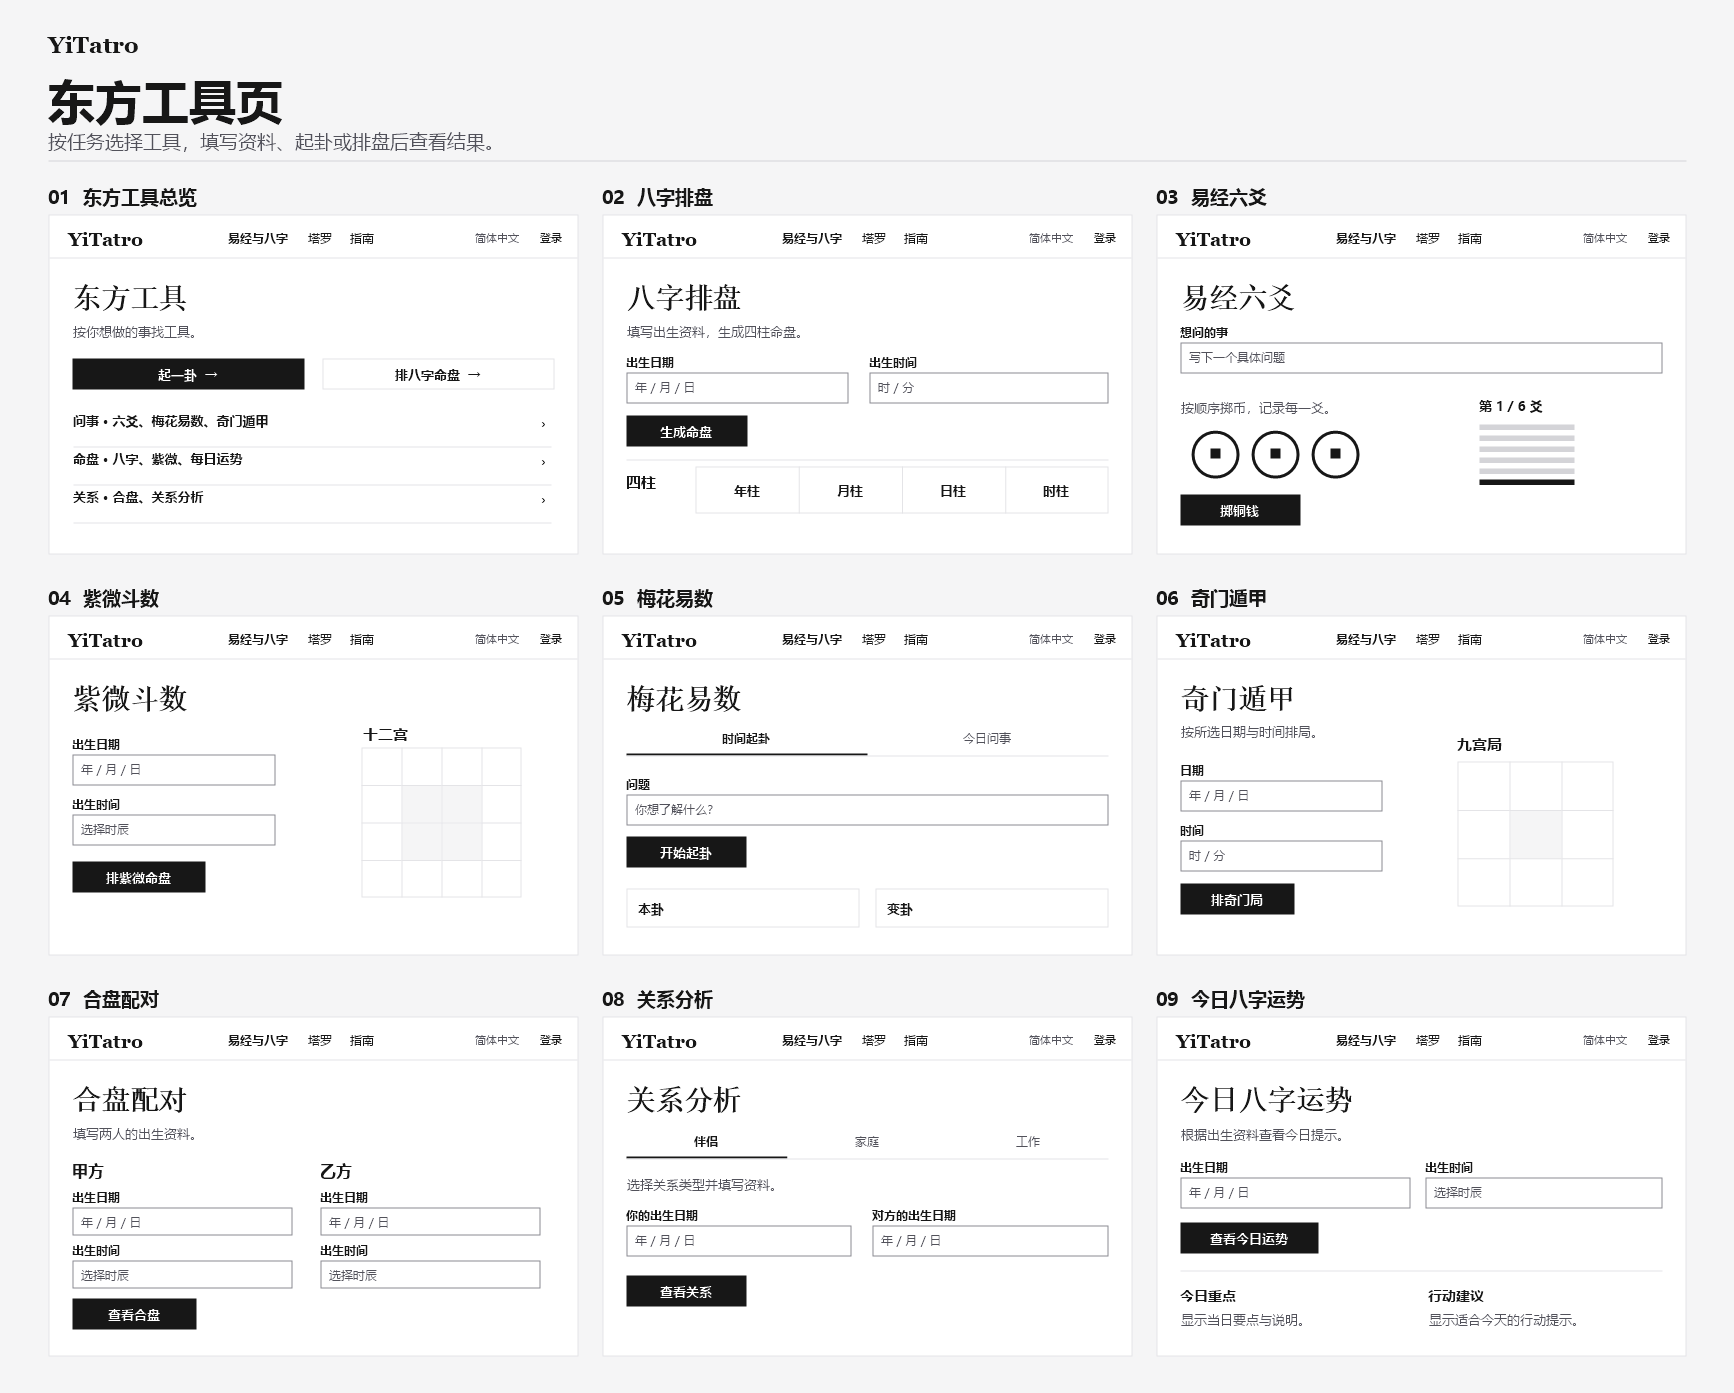 YiTatro
东方工具页
按任务选择工具，填写资料、起卦或排盘后查看结果。
01 东方工具总览
YiTatro 易经与八字 塔罗 指南 简体中文 登录
东方工具
按你想做的事找工具。
起一卦 →
排八字命盘 →
问事 • 六爻、梅花易数、奇门遁甲 ›
命盘 • 八字、紫微、每日运势 ›
关系 • 合盘、关系分析 ›
02 八字排盘
YiTatro 易经与八字 塔罗 指南 简体中文 登录
八字排盘
填写出生资料，生成四柱命盘。
出生日期 出生时间
年 / 月 / 日 时 / 分
生成命盘
四柱 年柱 月柱 日柱 时柱
03 易经六爻
YiTatro 易经与八字 塔罗 指南 简体中文 登录
易经六爻
想问的事
写下一个具体问题
按顺序掷币，记录每一爻。
第 1 / 6 爻
掷铜钱
04 紫微斗数
YiTatro 易经与八字 塔罗 指南 简体中文 登录
紫微斗数
出生日期
年 / 月 / 日
出生时间
选择时辰
排紫微命盘
十二宫
05 梅花易数
YiTatro 易经与八字 塔罗 指南 简体中文 登录
梅花易数
时间起卦 今日问事
问题
你想了解什么？
开始起卦
本卦 变卦
06 奇门遁甲
YiTatro 易经与八字 塔罗 指南 简体中文 登录
奇门遁甲
按所选日期与时间排局。
日期
年 / 月 / 日
时间
时 / 分
排奇门局
九宫局
07 合盘配对
YiTatro 易经与八字 塔罗 指南 简体中文 登录
合盘配对
填写两人的出生资料。
甲方 乙方
出生日期 出生日期
年 / 月 / 日 年 / 月 / 日
出生时间 出生时间
选择时辰 选择时辰
查看合盘
08 关系分析
YiTatro 易经与八字 塔罗 指南 简体中文 登录
关系分析
伴侣 家庭 工作
选择关系类型并填写资料。
你的出生日期 对方的出生日期
年 / 月 / 日 年 / 月 / 日
查看关系
09 今日八字运势
YiTatro 易经与八字 塔罗 指南 简体中文 登录
今日八字运势
根据出生资料查看今日提示。
出生日期 出生时间
年 / 月 / 日 选择时辰
查看今日运势
今日重点 行动建议
显示当日要点与说明。 显示适合今天的行动提示。